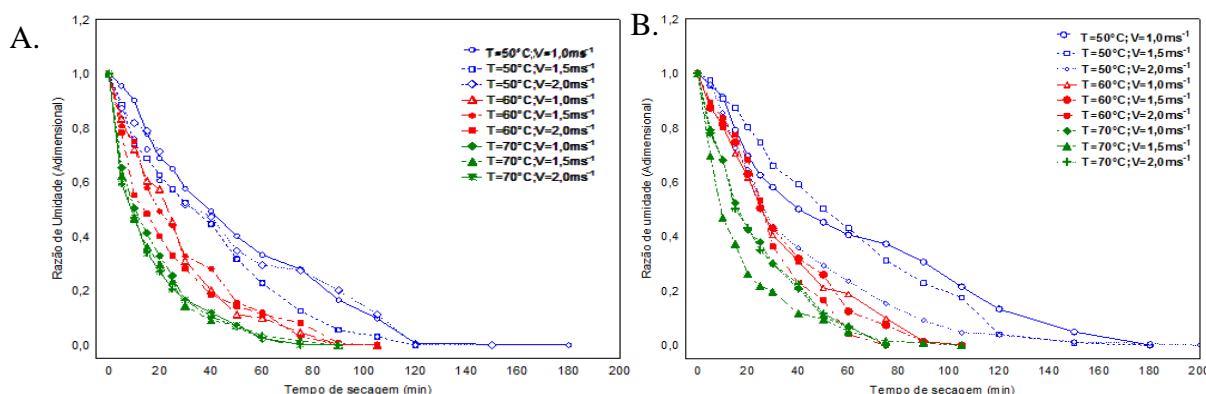 A.
1,2
1,0
0,8
0,6
0,4
0,2
0,0
Razão de Umidade (Adimensional)
0 20 40 60 80 100 120 140 160 180 200
Tempo de secagem (min)
T=50°C;V=1,0ms⁻¹
T=50°C;V=1,5ms⁻¹
T=50°C;V=2,0ms⁻¹
T=60°C;V=1,0ms⁻¹
T=60°C;V=1,5ms⁻¹
T=60°C;V=2,0ms⁻¹
T=70°C;V=1,0ms⁻¹
T=70°C;V=1,5ms⁻¹
T=70°C;V=2,0ms⁻¹
B.
1,2
1,0
0,8
0,6
0,4
0,2
0,0
Razão de umidade (Adimensional)
0 20 40 60 80 100 120 140 160 180 200
Tempo de secagem (min)
T=50°C;V=1,0ms⁻¹
T=50°C;V=1,5ms⁻¹
T=50°C;V=2,0ms⁻¹
T=60°C;V=1,0ms⁻¹
T=60°C;V=1,5ms⁻¹
T=60°C;V=2,0ms⁻¹
T=70°C;V=1,0ms⁻¹
T=70°C;V=1,5ms⁻¹
T=70°C;V=2,0ms⁻¹